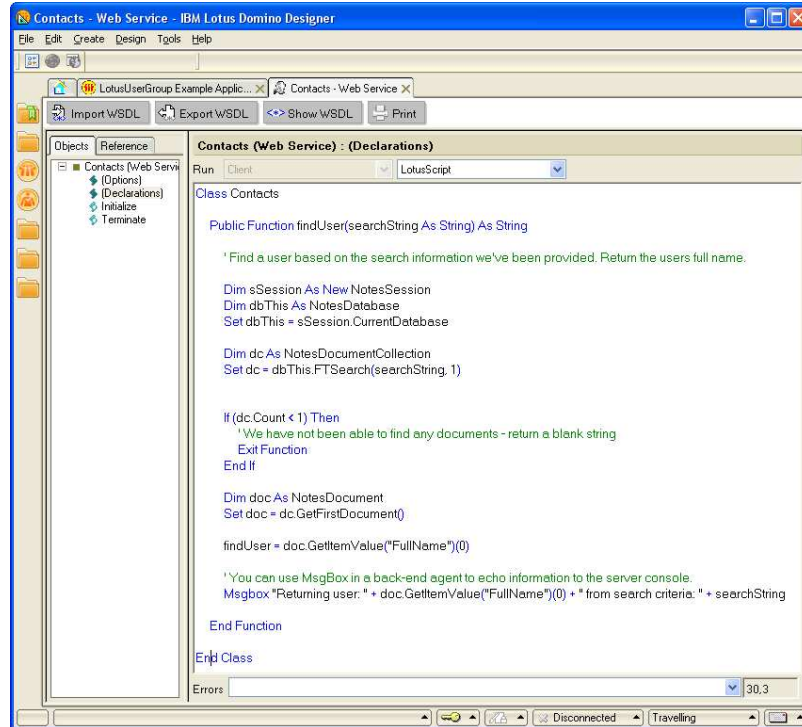 Contacts - Web Service - IBM Lotus Domino Designer
File Edit Create Design Tools Help
LotusUserGroup Example Applic...
Contacts - Web Service
Import WSDL
Export WSDL
Show WSDL
Print
Objects Reference
Contacts (Web Servi
(Options)
(Declarations)
Initialize
Terminate
Contacts (Web Service) : (Declarations)
Run Client LotusScript
Class Contacts
Public Function findUser(searchString As String) As String
' Find a user based on the search information we've been provided. Return the users full name.
Dim sSession As New NotesSession
Dim dbThis As NotesDatabase
Set dbThis = sSession.CurrentDatabase
Dim dc As NotesDocumentCollection
Set dc = dbThis.FTSearch(searchString, 1)
If (dc.Count < 1) Then
' We have not been able to find any documents - return a blank string
Exit Function
End If
Dim doc As NotesDocument
Set doc = dc.GetFirstDocument()
findUser = doc.GetItemValue("FullName")(0)
' You can use MsgBox in a back-end agent to echo information to the server console.
Msgbox "Returning user: " + doc.GetItemValue("FullName")(0) + " from search criteria: " + searchString
End Function
End Class
Errors 30,3
Disconnected Travelling